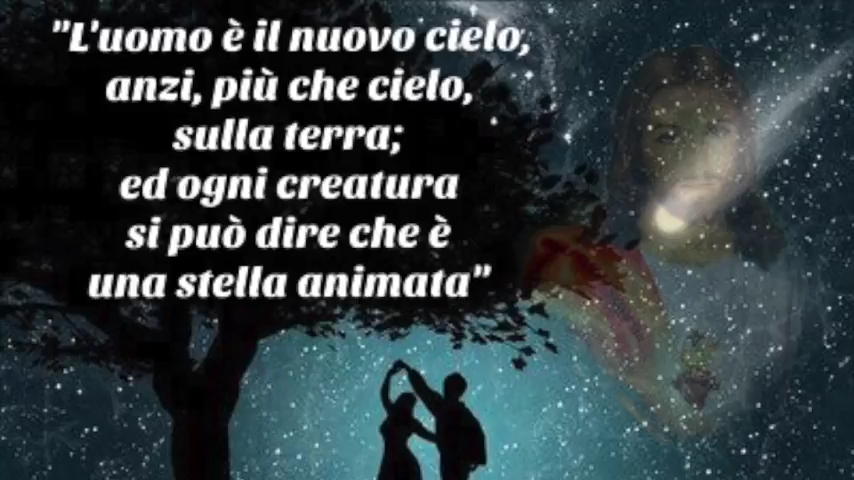 "L'uomo è il nuovo cielo,
anzi, più che cielo,
sulla terra;
ed ogni creatura
si può dire che è
una stella animata"